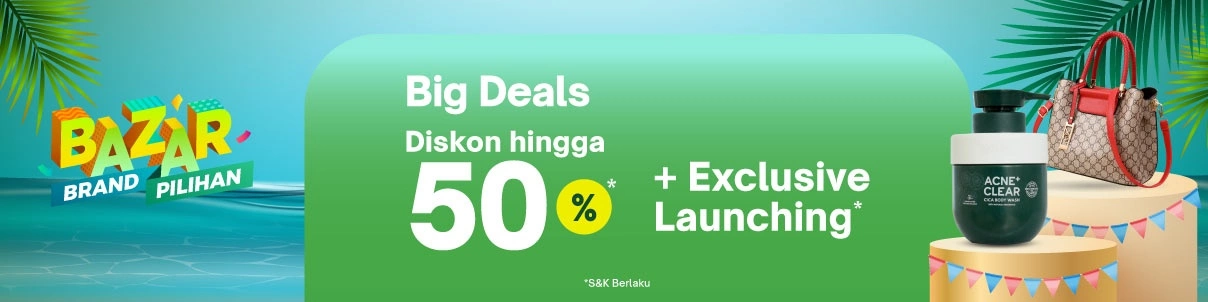 BAZAR
BRAND PILIHAN
Big Deals
Diskon hingga
50%*
+ Exclusive
Launching*
*S&K Berlaku
ACNE+
CLEAR
CICA BODY WASH